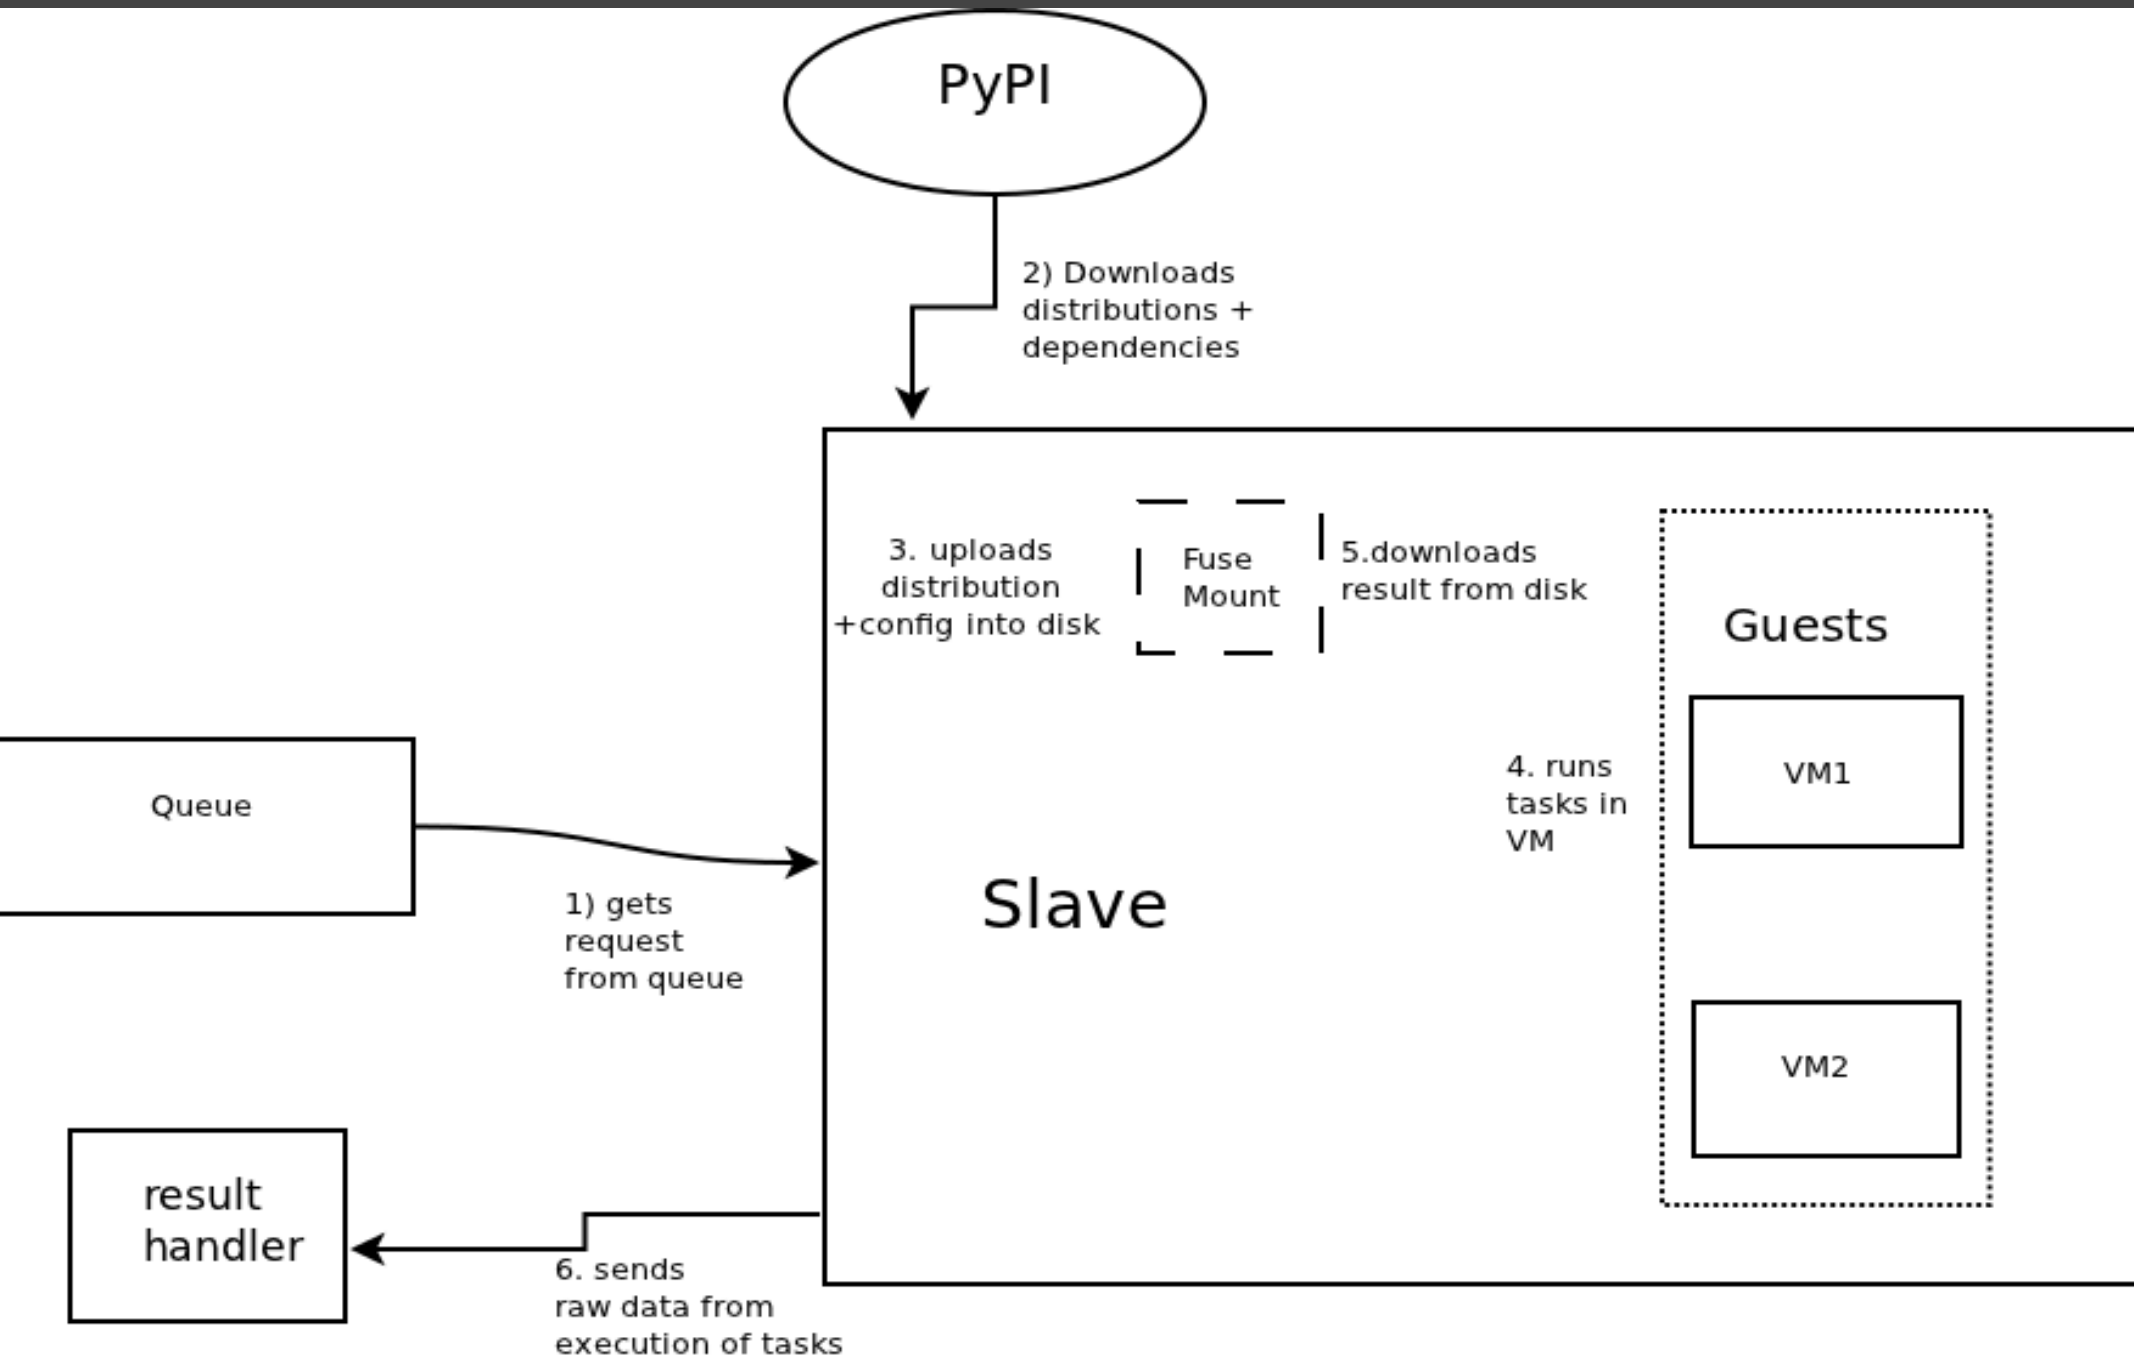 PyPI
2) Downloads
distributions +
dependencies
3. uploads
distribution
+config into disk
Fuse
Mount
5.downloads
result from disk
Guests
VM1
4. runs
tasks in
VM
Queue
Slave
1) gets
request
from queue
VM2
result
handler
6. sends
raw data from
execution of tasks